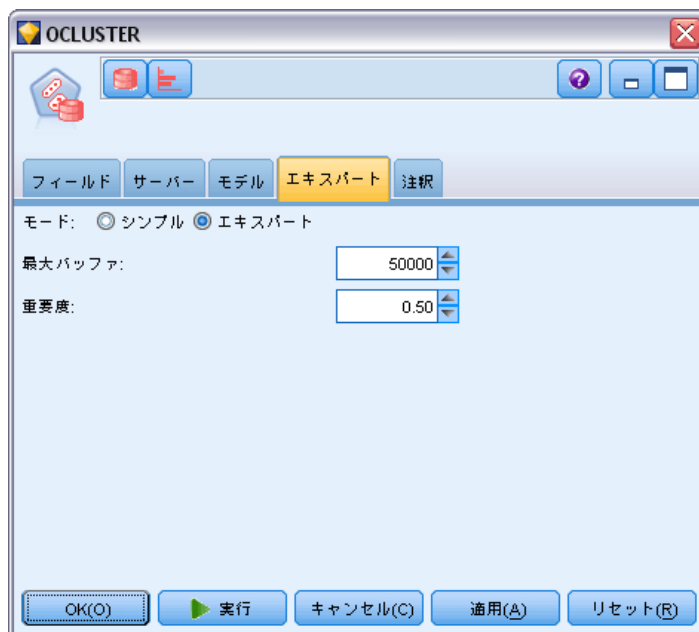 OCLUSTER
フィールド サーバー モデル エキスパート 注釈
モード: シンプル エキスパート
最大バッファ: 50000
重要度: 0.50
OK(O) 実行 キャンセル(C) 適用(A) リセット(R)